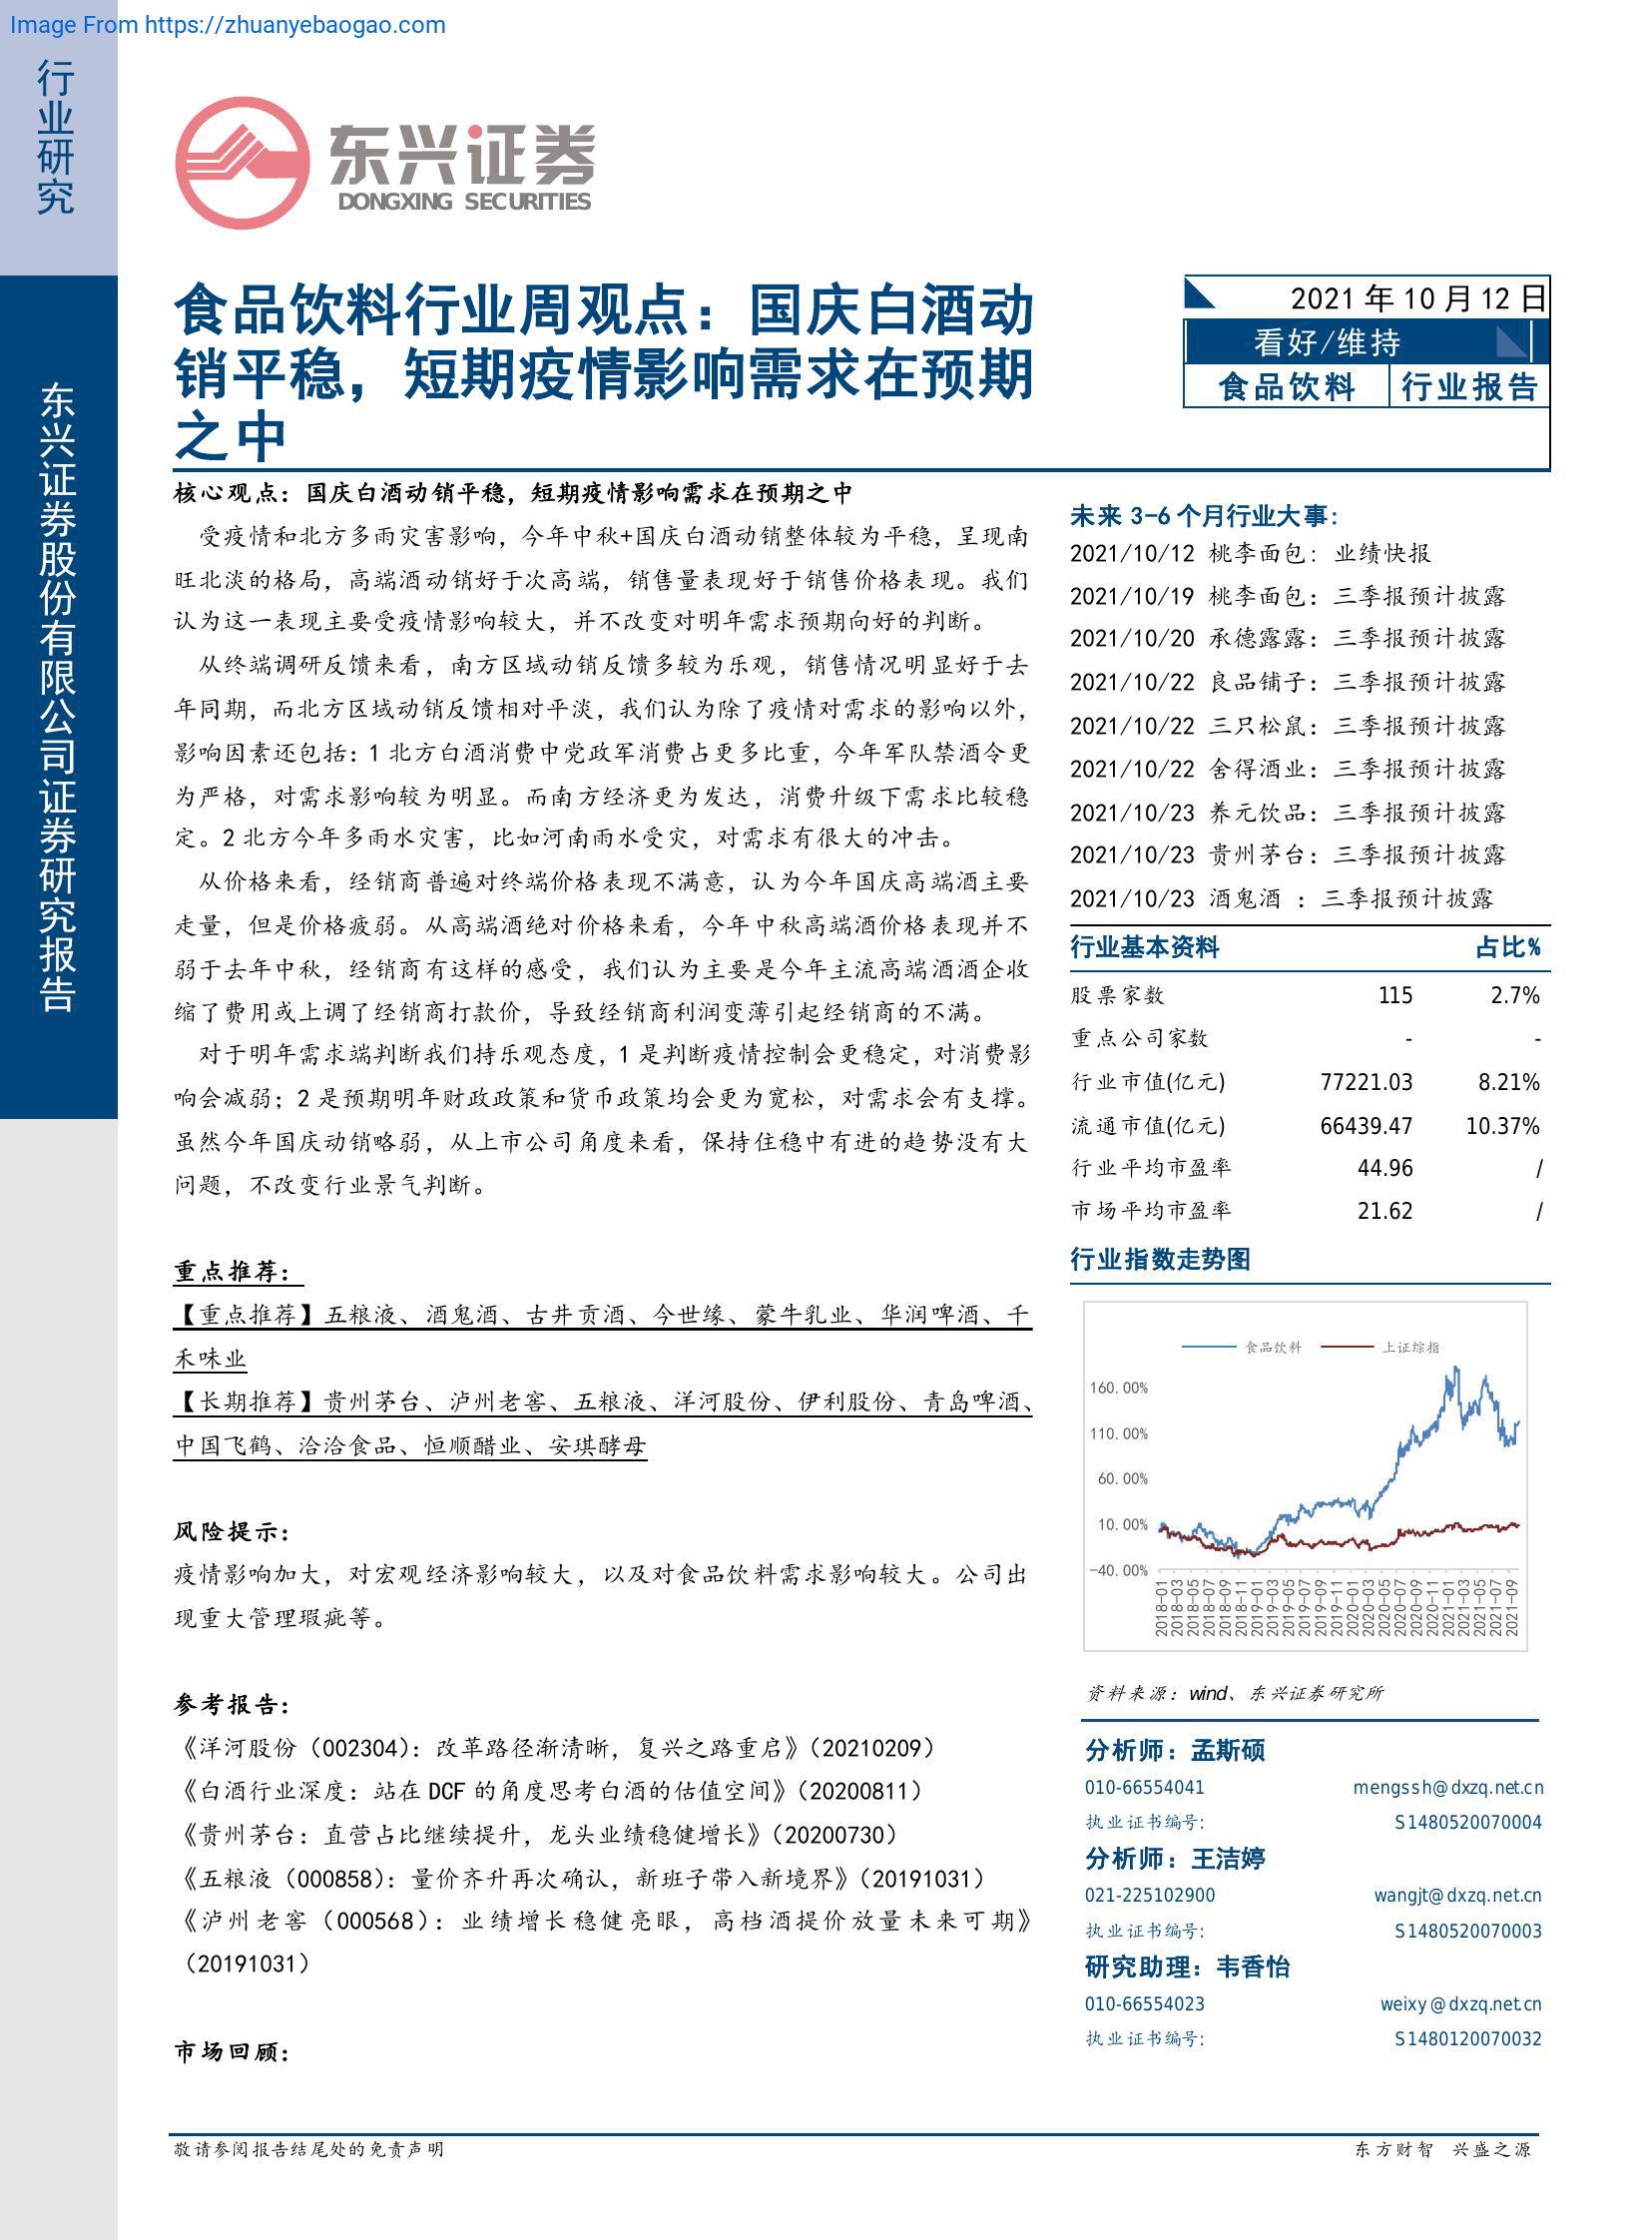 Image From https://zhuanyebaogao.com
行业研究
东兴证券股份有限公司证券研究报告
东兴证券
DONGXING SECURITIES
食品饮料行业周观点：国庆白酒动
销平稳，短期疫情影响需求在预期
之中
2021 年 10 月 12 日
看好/维持
食品饮料 行业报告
核心观点：国庆白酒动销平稳，短期疫情影响需求在预期之中
受疫情和北方多雨灾害影响，今年中秋+国庆白酒动销整体较为平稳，呈现南
旺北淡的格局，高端酒动销好于次高端，销售量表现好于销售价格表现。我们
认为这一表现主要受疫情影响较大，并不改变对明年需求预期向好的判断。
从终端调研反馈来看，南方区域动销反馈多较为乐观，销售情况明显好于去
年同期，而北方区域动销反馈相对平淡，我们认为除了疫情对需求的影响以外，
影响因素还包括：1 北方白酒消费中党政军消费占更多比重，今年军队禁酒令更
为严格，对需求影响较为明显。而南方经济更为发达，消费升级下需求比较稳
定。2 北方今年多雨水灾害，比如河南雨水受灾，对需求有很大的冲击。
从价格来看，经销商普遍对终端价格表现不满意，认为今年国庆高端酒主要
走量，但是价格疲弱。从高端酒绝对价格来看，今年中秋高端酒价格表现并不
弱于去年中秋，经销商有这样的感受，我们认为主要是今年主流高端酒酒企收
缩了费用或上调了经销商打款价，导致经销商利润变薄引起经销商的不满。
对于明年需求端判断我们持乐观态度，1 是判断疫情控制会更稳定，对消费影
响会减弱；2 是预期明年财政政策和货币政策均会更为宽松，对需求会有支撑。
虽然今年国庆动销略弱，从上市公司角度来看，保持住稳中有进的趋势没有大
问题，不改变行业景气判断。
重点推荐：
【重点推荐】五粮液、酒鬼酒、古井贡酒、今世缘、蒙牛乳业、华润啤酒、千
禾味业
【长期推荐】贵州茅台、泸州老窖、五粮液、洋河股份、伊利股份、青岛啤酒、
中国飞鹤、洽洽食品、恒顺醋业、安琪酵母
风险提示：
疫情影响加大，对宏观经济影响较大，以及对食品饮料需求影响较大。公司出
现重大管理瑕疵等。
参考报告：
《洋河股份（002304）：改革路径渐清晰，复兴之路重启》（20210209）
《白酒行业深度：站在 DCF 的角度思考白酒的估值空间》（20200811）
《贵州茅台：直营占比继续提升，龙头业绩稳健增长》（20200730）
《五粮液（000858）：量价齐升再次确认，新班子带入新境界》（20191031）
《泸州老窖（000568）：业绩增长稳健亮眼，高档酒提价放量未来可期》
（20191031）
市场回顾：
未来 3-6 个月行业大事：
2021/10/12 桃李面包：业绩快报
2021/10/19 桃李面包：三季报预计披露
2021/10/20 承德露露：三季报预计披露
2021/10/22 良品铺子：三季报预计披露
2021/10/22 三只松鼠：三季报预计披露
2021/10/22 舍得酒业：三季报预计披露
2021/10/23 养元饮品：三季报预计披露
2021/10/23 贵州茅台：三季报预计披露
2021/10/23 酒鬼酒 ：三季报预计披露
行业基本资料 占比%
股票家数 115 2.7%
重点公司家数 - -
行业市值(亿元) 77221.03 8.21%
流通市值(亿元) 66439.47 10.37%
行业平均市盈率 44.96 /
市场平均市盈率 21.62 /
行业指数走势图
食品饮料 上证综指
160.00%
110.00%
60.00%
10.00%
-40.00%
2018-01 2018-03 2018-05 2018-07 2018-09 2018-11 2019-01 2019-03 2019-05 2019-07 2019-09 2019-11 2020-01 2020-03 2020-05 2020-07 2020-09 2020-11 2021-01 2021-03 2021-05 2021-07 2021-09
资料来源：wind、东兴证券研究所
分析师：孟斯硕
010-66554041 mengssh@dxzq.net.cn
执业证书编号: S1480520070004
分析师：王洁婷
021-225102900 wangjt@dxzq.net.cn
执业证书编号: S1480520070003
研究助理：韦香怡
010-66554023 weixy@dxzq.net.cn
执业证书编号: S1480120070032
敬请参阅报告结尾处的免责声明
东方财智 兴盛之源